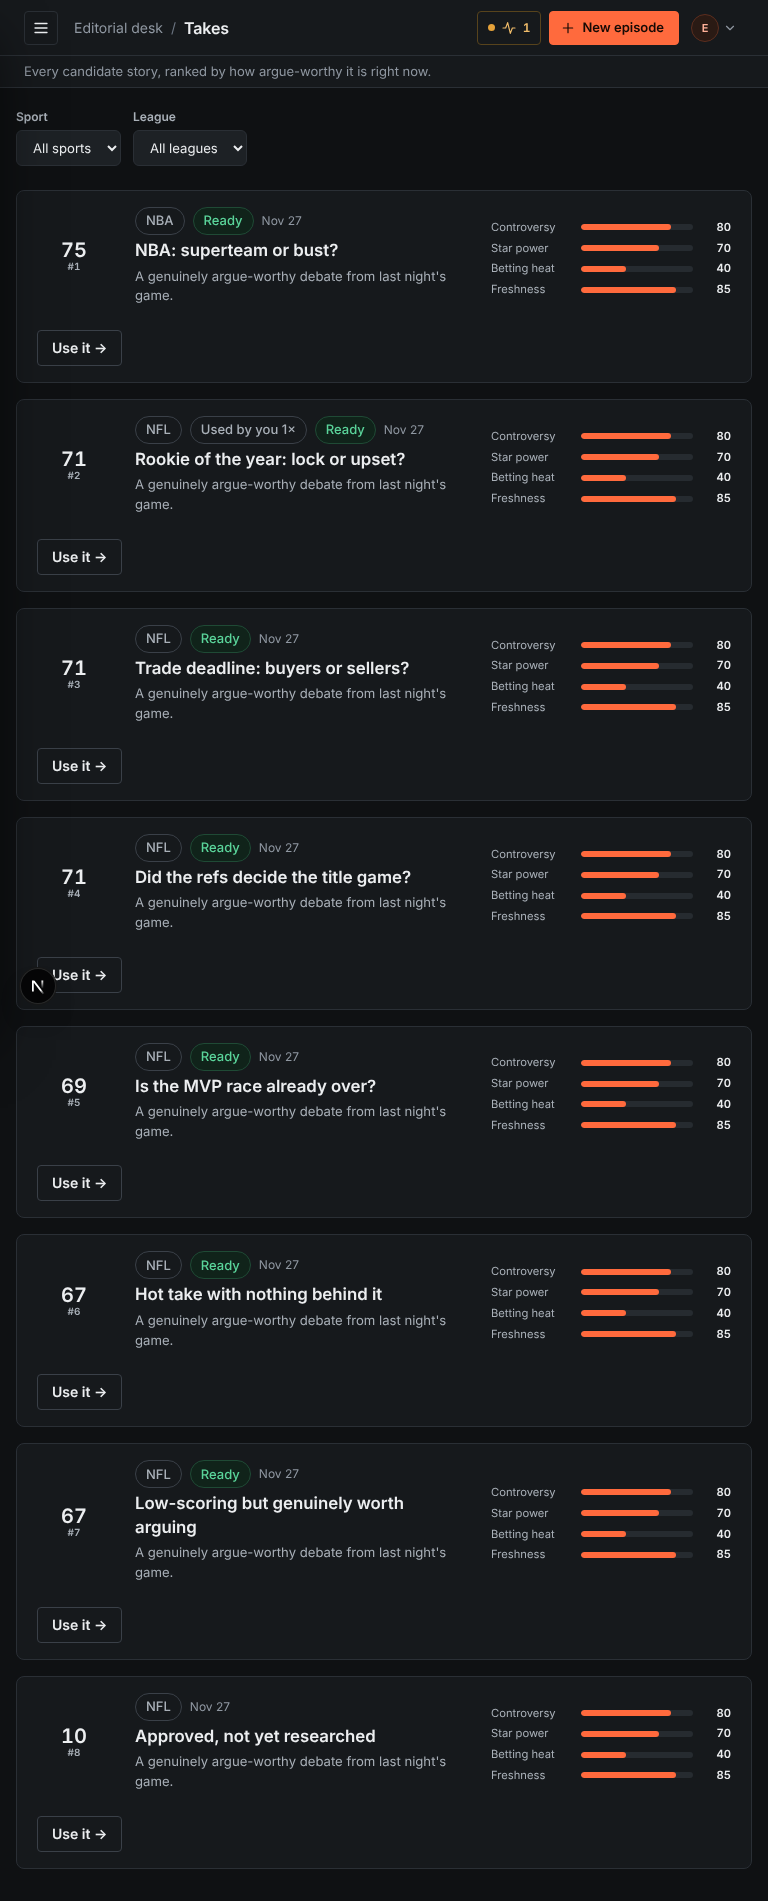 Editorial desk / Takes
1
+ New episode
E
Every candidate story, ranked by how argue-worthy it is right now.
Sport
League
All sports
All leagues
75
#1
NBA
Ready
Nov 27
NBA: superteam or bust?
A genuinely argue-worthy debate from last night's
game.
Controversy 80
Star power 70
Betting heat 40
Freshness 85
Use it →
71
#2
NFL
Used by you 1×
Ready
Nov 27
Rookie of the year: lock or upset?
A genuinely argue-worthy debate from last night's
game.
Controversy 80
Star power 70
Betting heat 40
Freshness 85
Use it →
71
#3
NFL
Ready
Nov 27
Trade deadline: buyers or sellers?
A genuinely argue-worthy debate from last night's
game.
Controversy 80
Star power 70
Betting heat 40
Freshness 85
Use it →
71
#4
NFL
Ready
Nov 27
Did the refs decide the title game?
A genuinely argue-worthy debate from last night's
game.
Controversy 80
Star power 70
Betting heat 40
Freshness 85
Use it →
N
69
#5
NFL
Ready
Nov 27
Is the MVP race already over?
A genuinely argue-worthy debate from last night's
game.
Controversy 80
Star power 70
Betting heat 40
Freshness 85
Use it →
67
#6
NFL
Ready
Nov 27
Hot take with nothing behind it
A genuinely argue-worthy debate from last night's
game.
Controversy 80
Star power 70
Betting heat 40
Freshness 85
Use it →
67
#7
NFL
Ready
Nov 27
Low-scoring but genuinely worth
arguing
A genuinely argue-worthy debate from last night's
game.
Controversy 80
Star power 70
Betting heat 40
Freshness 85
Use it →
10
#8
NFL
Nov 27
Approved, not yet researched
A genuinely argue-worthy debate from last night's
game.
Controversy 80
Star power 70
Betting heat 40
Freshness 85
Use it →